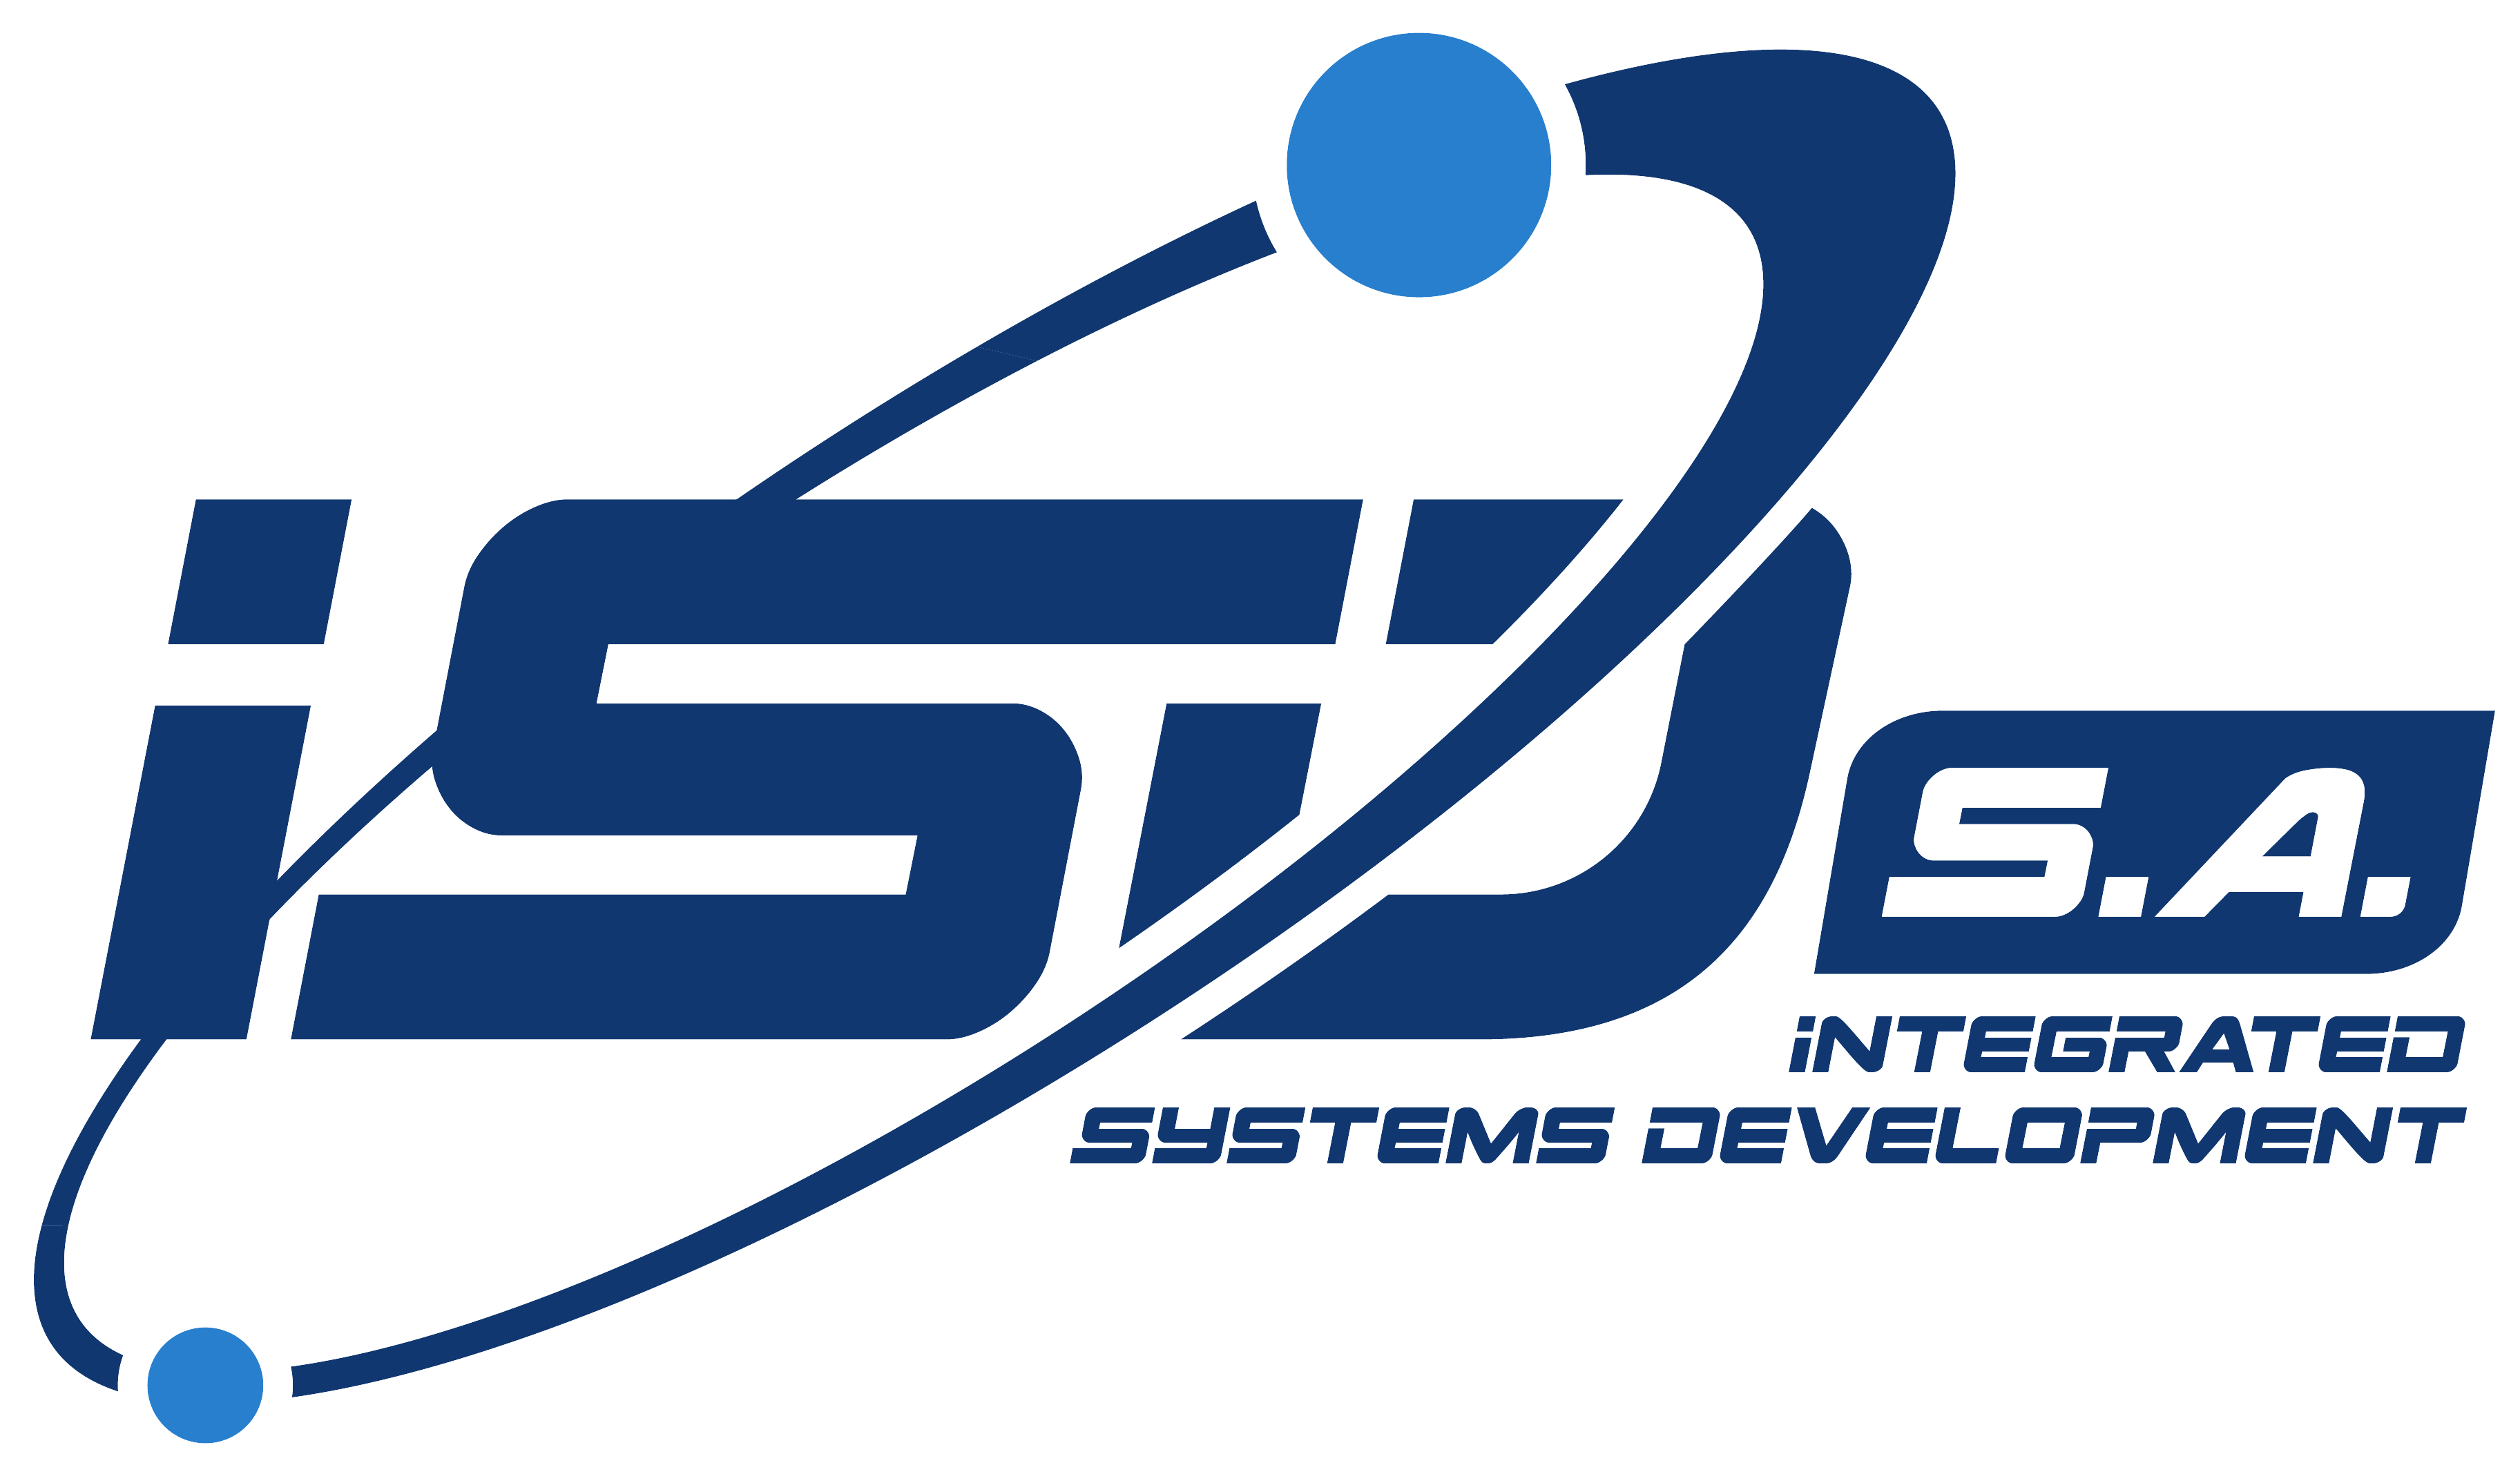 iSD
S.A.
iNTEGRATED
SYSTEMS DEVELOPMENT